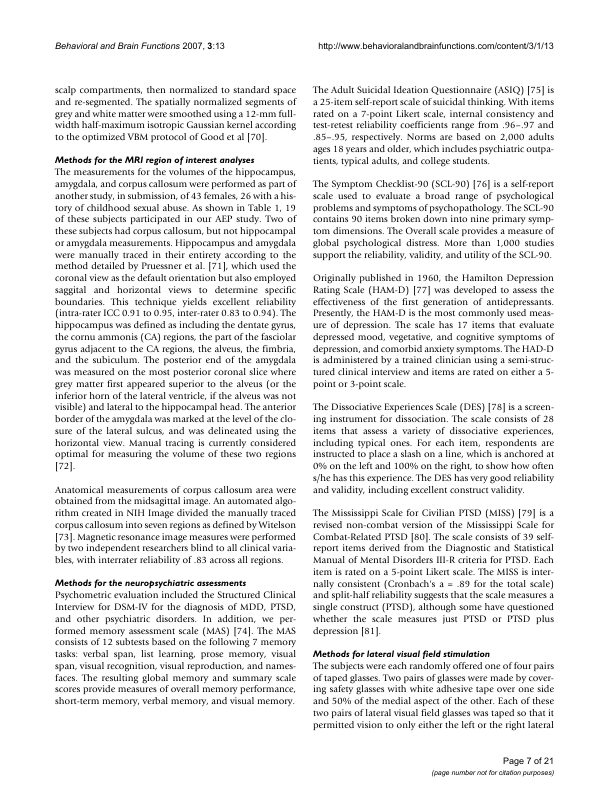 Behavioral and Brain Functions 2007, 3:13
http://www.behavioralandbrainfunctions.com/content/3/1/13
scalp compartments, then normalized to standard space
and re-segmented. The spatially normalized segments of
grey and white matter were smoothed using a 12-mm full-
width half-maximum isotropic Gaussian kernel according
to the optimized VBM protocol of Good et al [70].
Methods for the MRI region of interest analyses
The measurements for the volumes of the hippocampus,
amygdala, and corpus callosum were performed as part of
another study, in submission, of 43 females, 26 with a his-
tory of childhood sexual abuse. As shown in Table 1, 19
of these subjects participated in our AEP study. Two of
these subjects had corpus callosum, but not hippocampal
or amygdala measurements. Hippocampus and amygdala
were manually traced in their entirety according to the
method detailed by Pruessner et al. [71], which used the
coronal view as the default orientation but also employed
saggital and horizontal views to determine specific
boundaries. This technique yields excellent reliability
(intra-rater ICC 0.91 to 0.95, inter-rater 0.83 to 0.94). The
hippocampus was defined as including the dentate gyrus,
the cornu ammonis (CA) regions, the part of the fasciolar
gyrus adjacent to the CA regions, the alveus, the fimbria,
and the subiculum. The posterior end of the amygdala
was measured on the most posterior coronal slice where
grey matter first appeared superior to the alveus (or the
inferior horn of the lateral ventricle, if the alveus was not
visible) and lateral to the hippocampal head. The anterior
border of the amygdala was marked at the level of the clo-
sure of the lateral sulcus, and was delineated using the
horizontal view. Manual tracing is currently considered
optimal for measuring the volume of these two regions
[72].
Anatomical measurements of corpus callosum area were
obtained from the midsagittal image. An automated algo-
rithm created in NIH Image divided the manually traced
corpus callosum into seven regions as defined by Witelson
[73]. Magnetic resonance image measures were performed
by two independent researchers blind to all clinical varia-
bles, with interrater reliability of .83 across all regions.
Methods for the neuropsychiatric assessments
Psychometric evaluation included the Structured Clinical
Interview for DSM-IV for the diagnosis of MDD, PTSD,
and other psychiatric disorders. In addition, we per-
formed memory assessment scale (MAS) [74]. The MAS
consists of 12 subtests based on the following 7 memory
tasks: verbal span, list learning, prose memory, visual
span, visual recognition, visual reproduction, and names-
faces. The resulting global memory and summary scale
scores provide measures of overall memory performance,
short-term memory, verbal memory, and visual memory.
The Adult Suicidal Ideation Questionnaire (ASIQ) [75] is
a 25-item self-report scale of suicidal thinking. With items
rated on a 7-point Likert scale, internal consistency and
test-retest reliability coefficients range from .96–.97 and
.85–.95, respectively. Norms are based on 2,000 adults
ages 18 years and older, which includes psychiatric outpa-
tients, typical adults, and college students.
The Symptom Checklist-90 (SCL-90) [76] is a self-report
scale used to evaluate a broad range of psychological
problems and symptoms of psychopathology. The SCL-90
contains 90 items broken down into nine primary symp-
tom dimensions. The Overall scale provides a measure of
global psychological distress. More than 1,000 studies
support the reliability, validity, and utility of the SCL-90.
Originally published in 1960, the Hamilton Depression
Rating Scale (HAM-D) [77] was developed to assess the
effectiveness of the first generation of antidepressants.
Presently, the HAM-D is the most commonly used meas-
ure of depression. The scale has 17 items that evaluate
depressed mood, vegetative, and cognitive symptoms of
depression, and comorbid anxiety symptoms. The HAD-D
is administered by a trained clinician using a semi-struc-
tured clinical interview and items are rated on either a 5-
point or 3-point scale.
The Dissociative Experiences Scale (DES) [78] is a screen-
ing instrument for dissociation. The scale consists of 28
items that assess a variety of dissociative experiences,
including typical ones. For each item, respondents are
instructed to place a slash on a line, which is anchored at
0% on the left and 100% on the right, to show how often
s/he has this experience. The DES has very good reliability
and validity, including excellent construct validity.
The Mississippi Scale for Civilian PTSD (MISS) [79] is a
revised non-combat version of the Mississippi Scale for
Combat-Related PTSD [80]. The scale consists of 39 self-
report items derived from the Diagnostic and Statistical
Manual of Mental Disorders III-R criteria for PTSD. Each
item is rated on a 5-point Likert scale. The MISS is inter-
nally consistent (Cronbach's a = .89 for the total scale)
and split-half reliability suggests that the scale measures a
single construct (PTSD), although some have questioned
whether the scale measures just PTSD or PTSD plus
depression [81].
Methods for lateral visual field stimulation
The subjects were each randomly offered one of four pairs
of taped glasses. Two pairs of glasses were made by cover-
ing safety glasses with white adhesive tape over one side
and 50% of the medial aspect of the other. Each of these
two pairs of lateral visual field glasses was taped so that it
permitted vision to only either the left or the right lateral
Page 7 of 21
(page number not for citation purposes)